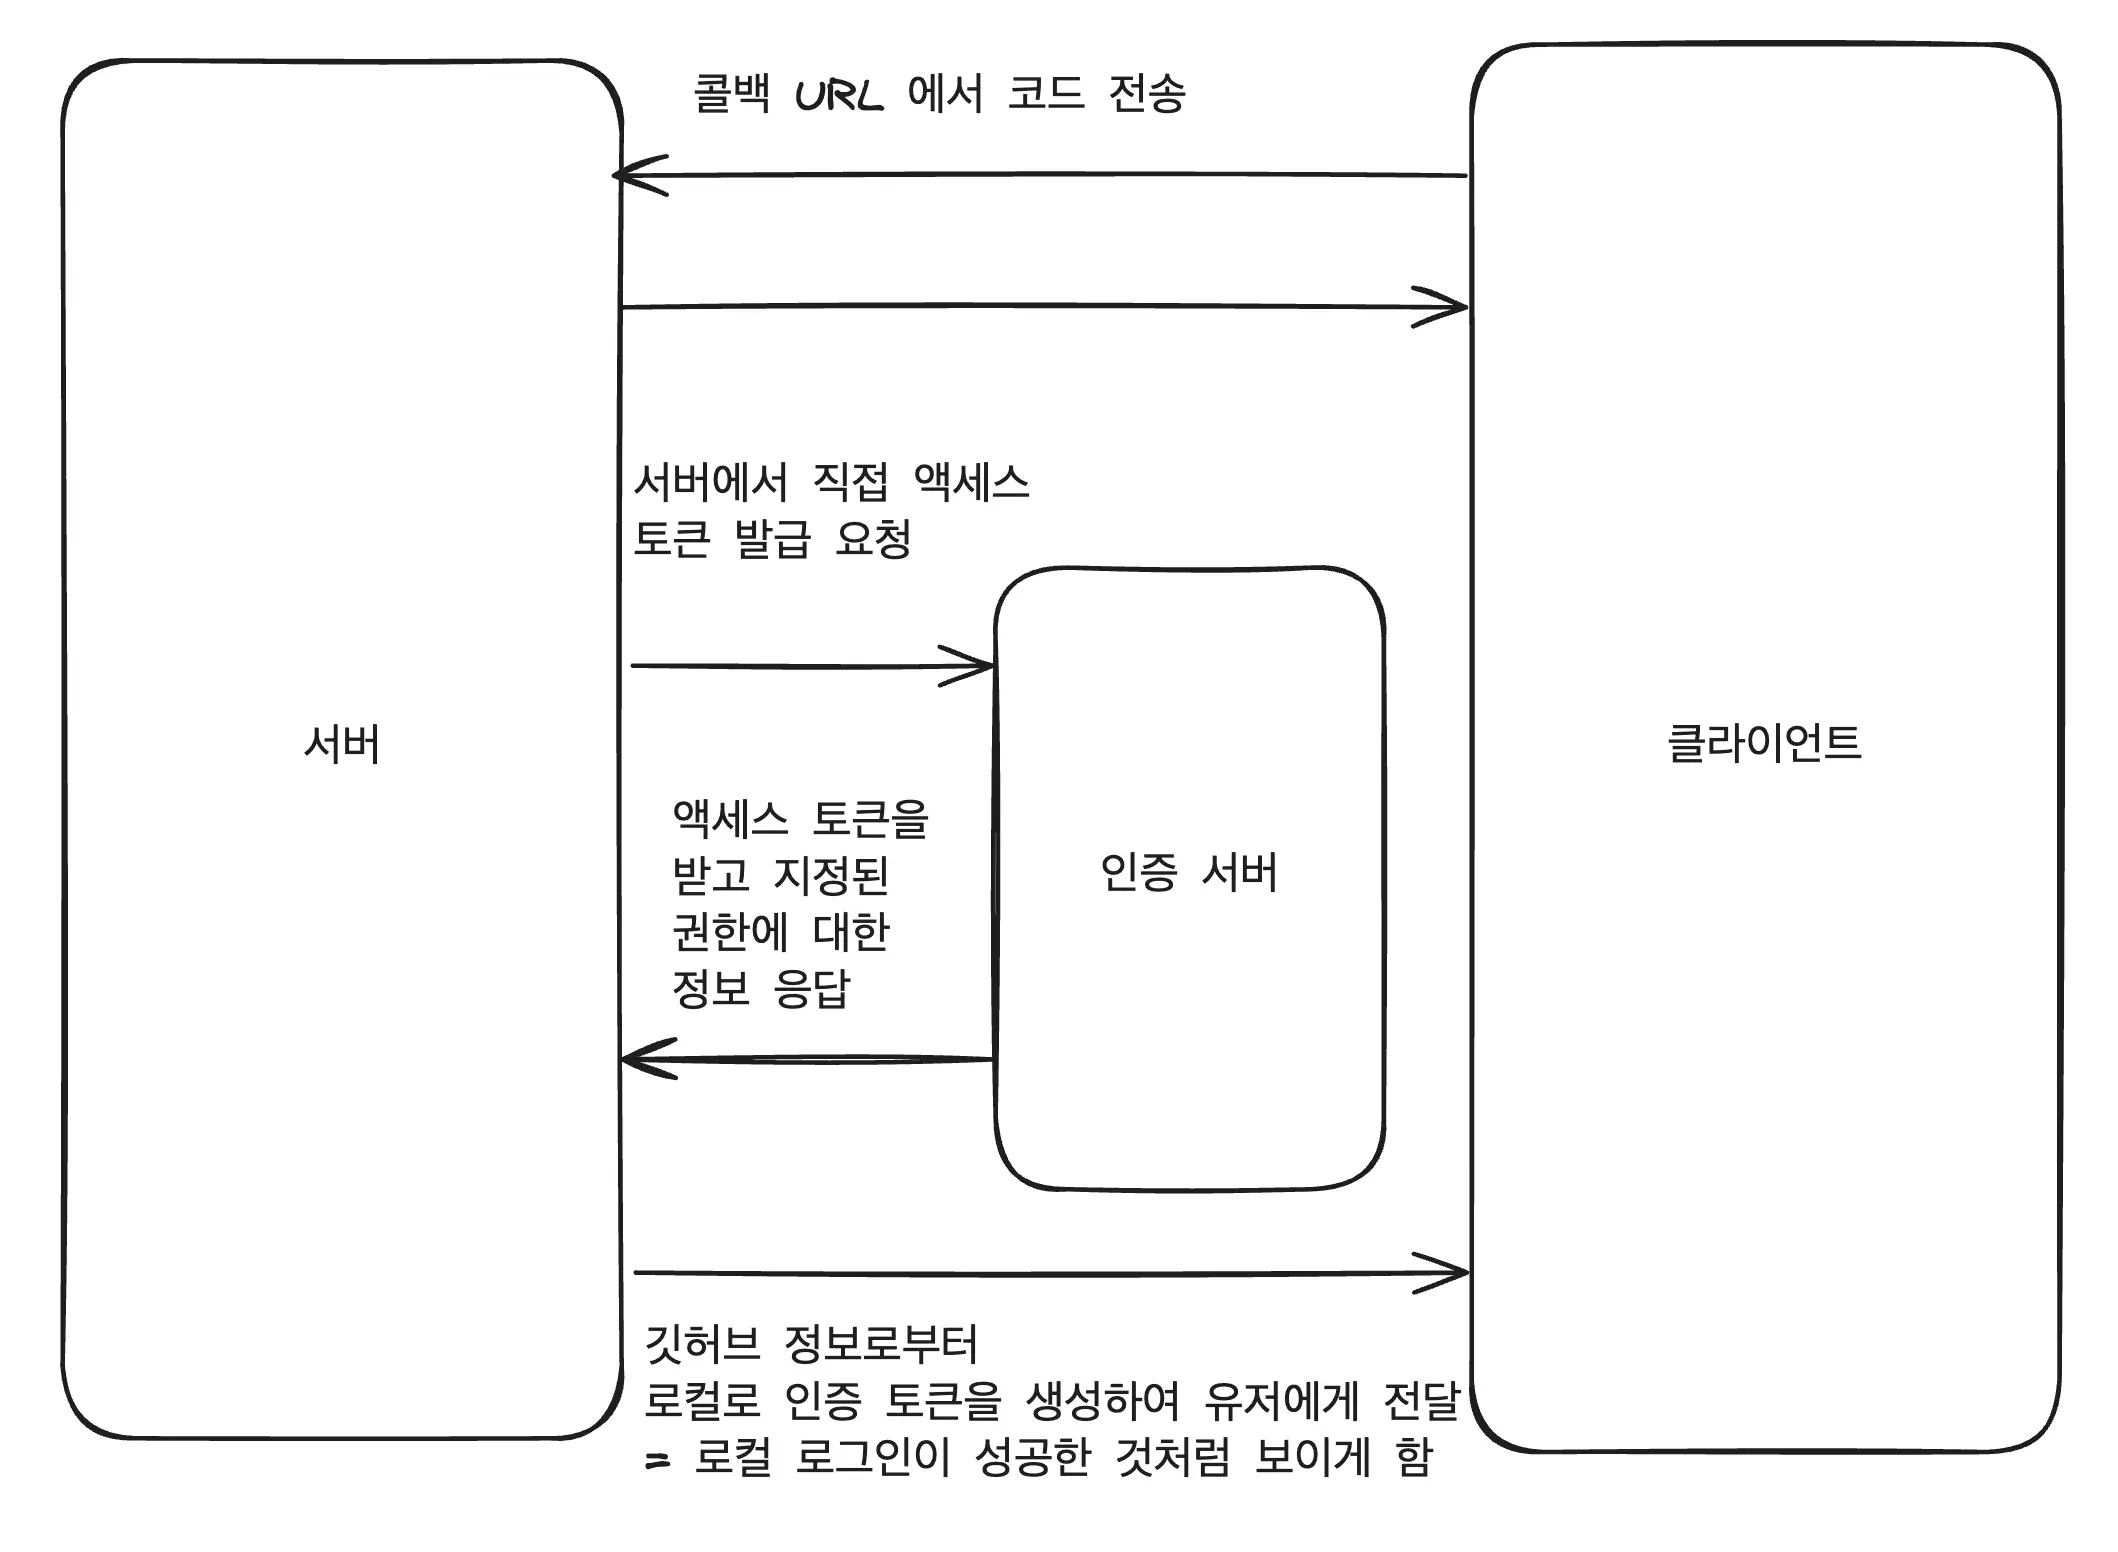 콜백 URL 에서 코드 전송
서버에서 직접 액세스
토큰 발급 요청
서버
클라이언트
액세스 토큰을
받고 지정된
권한에 대한
정보 응답
인증 서버
깃허브 정보로부터
로컬로 인증 토큰을 생성하여 유저에게 전달
= 로컬 로그인이 성공한 것처럼 보이게 함